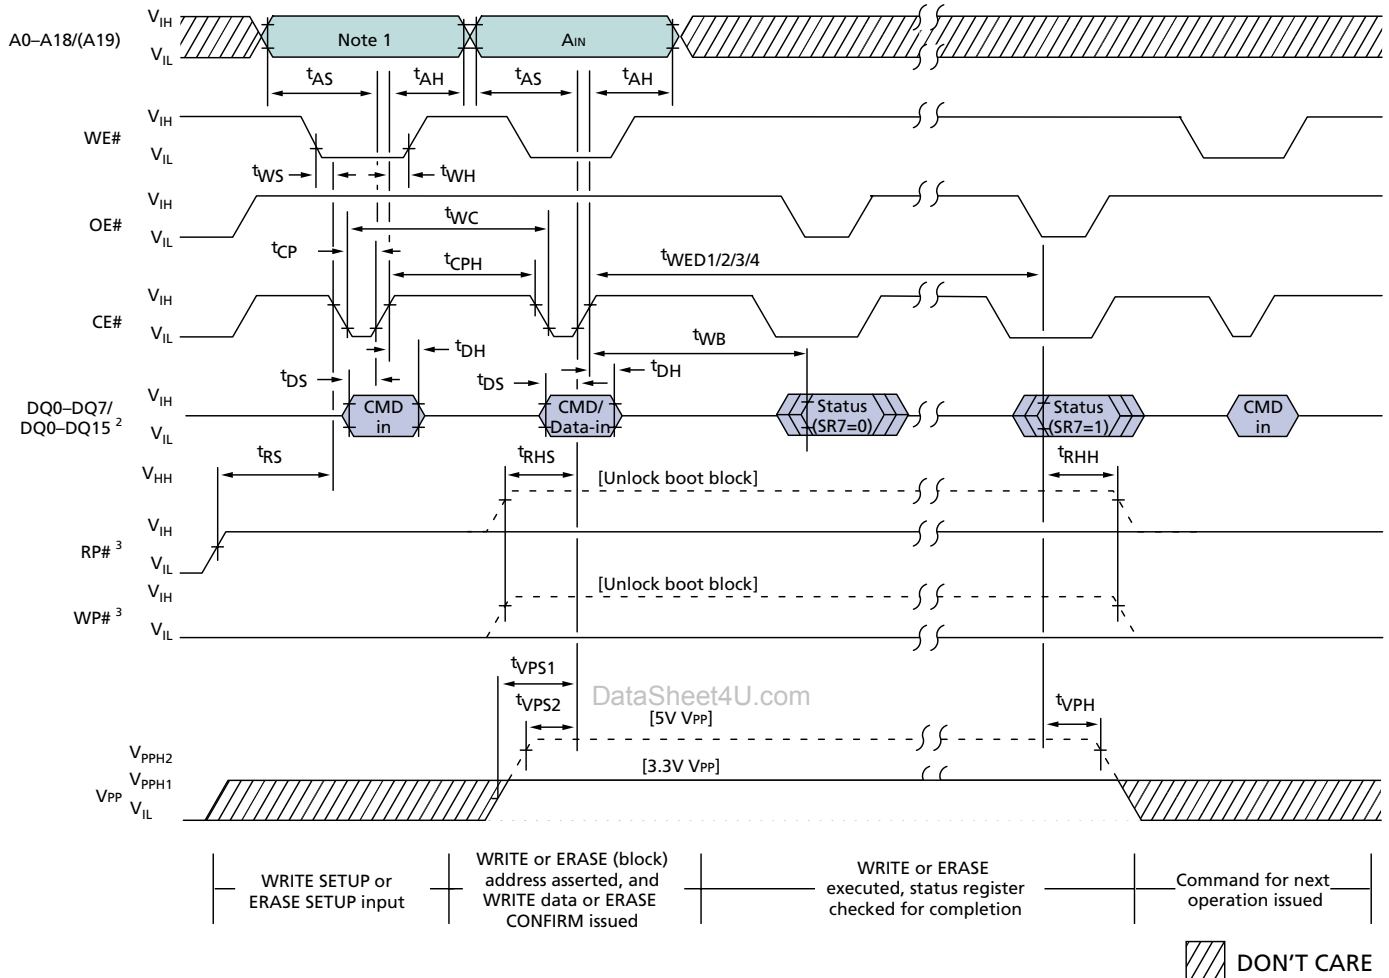 A0–A18/(A19)
VIH
VIL
Note 1
AIN
tAS
tAH
tAS
tAH
WE#
VIH
VIL
tWS
tWH
OE#
VIH
VIL
tWC
tCP
tCPH
tWED1/2/3/4
CE#
VIH
VIL
tWB
tDH
tDS
tDS
tDH
DQ0–DQ7/
DQ0–DQ15 2
VIH
VIL
CMD
in
CMD/
Data-in
Status
(SR7=0)
Status
(SR7=1)
CMD
in
tRS
tRHS
tRHH
VHH
[Unlock boot block]
RP# 3
VIH
VIL
[Unlock boot block]
WP# 3
VIH
VIL
tVPS1
DataSheet4U.com
tVPS2
[5V VPP]
tVPH
VPPH2
[3.3V VPP]
VPPH1
VPP
VIL
WRITE SETUP or
ERASE SETUP input
WRITE or ERASE (block)
address asserted, and
WRITE data or ERASE
CONFIRM issued
WRITE or ERASE
executed, status register
checked for completion
Command for next
operation issued
DON'T CARE